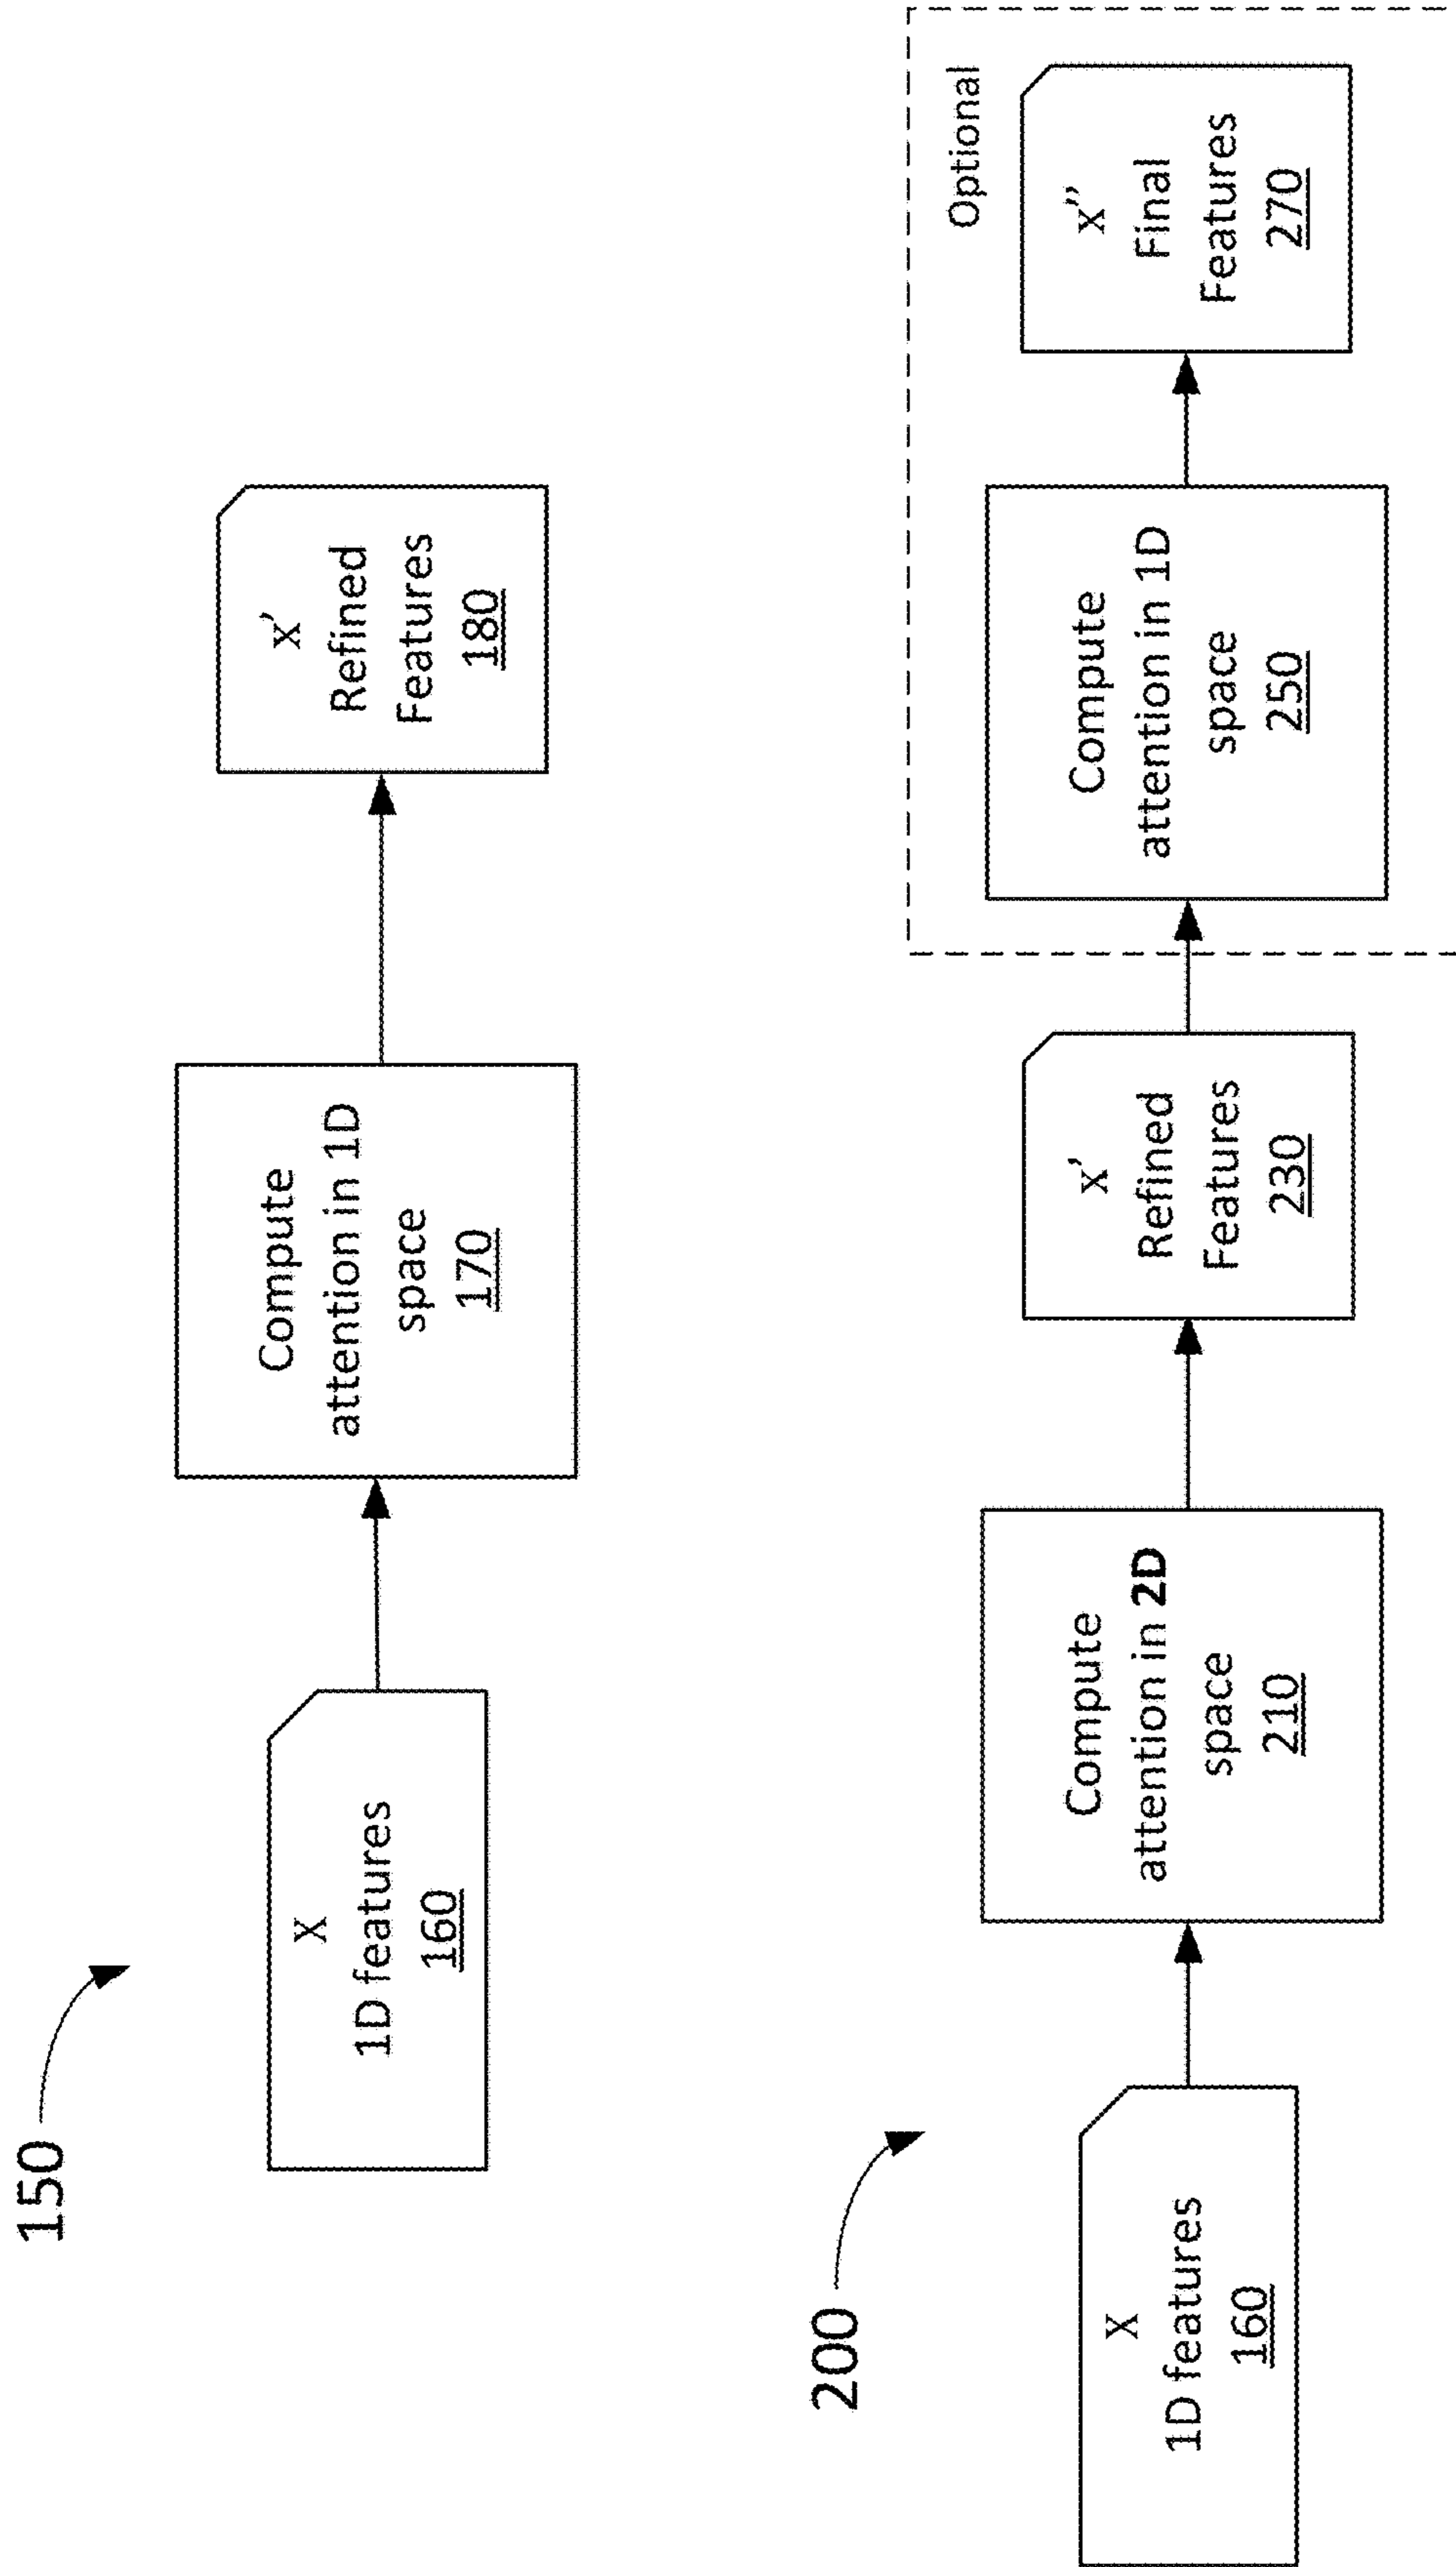 150
X
1D features
160
Compute
attention in 1D
space
170
X'
Refined
Features
180
200
X
1D features
160
Compute
attention in 2D
space
210
X'
Refined
Features
230
Optional
Compute
attention in 1D
space
250
X''
Final
Features
270